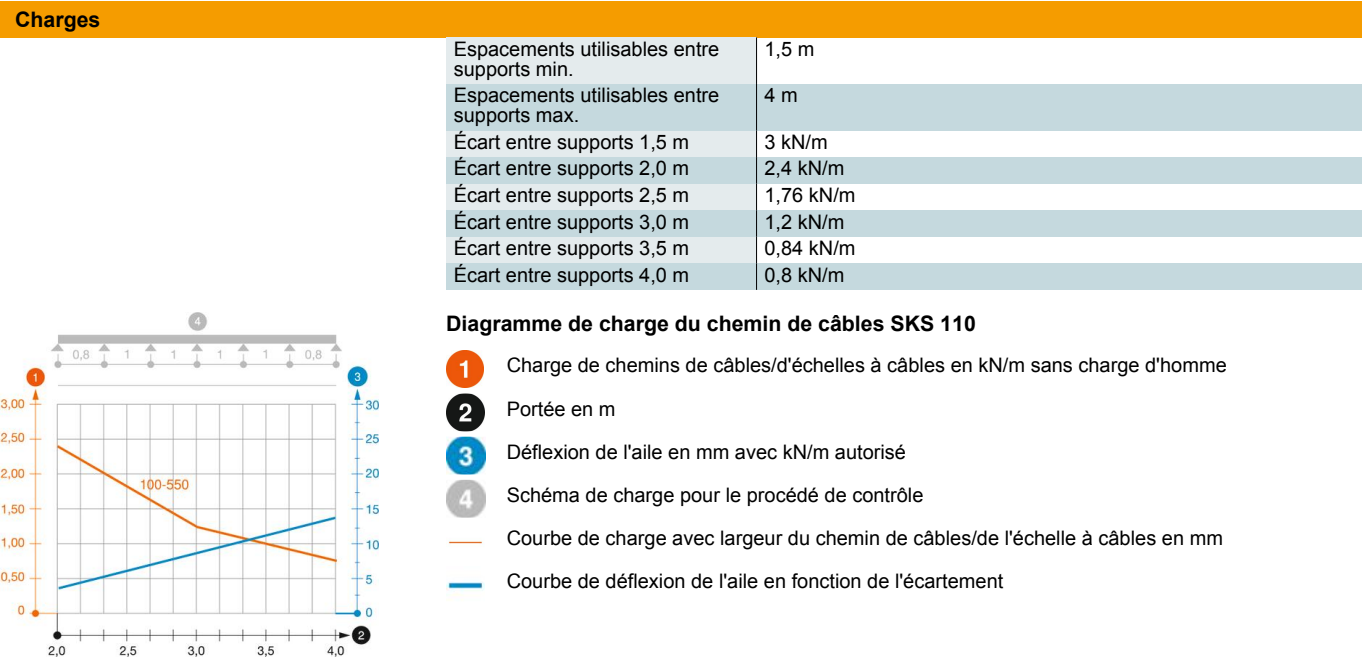 Charges
Espacements utilisables entre
supports min.
1,5 m
Espacements utilisables entre
supports max.
4 m
Écart entre supports 1,5 m
3 kN/m
Écart entre supports 2,0 m
2,4 kN/m
Écart entre supports 2,5 m
1,76 kN/m
Écart entre supports 3,0 m
1,2 kN/m
Écart entre supports 3,5 m
0,84 kN/m
Écart entre supports 4,0 m
0,8 kN/m
4
0,8 1 1 1 1 0,8
1
3
3,00
2,50
2,00
1,50
1,00
0,50
0
100-550
30
25
20
15
10
5
0
2
2,0 2,5 3,0 3,5 4,0
Diagramme de charge du chemin de câbles SKS 110
1 Charge de chemins de câbles/d'échelles à câbles en kN/m sans charge d'homme
2 Portée en m
3 Déflexion de l'aile en mm avec kN/m autorisé
4 Schéma de charge pour le procédé de contrôle
Courbe de charge avec largeur du chemin de câbles/de l'échelle à câbles en mm
Courbe de déflexion de l'aile en fonction de l'écartement